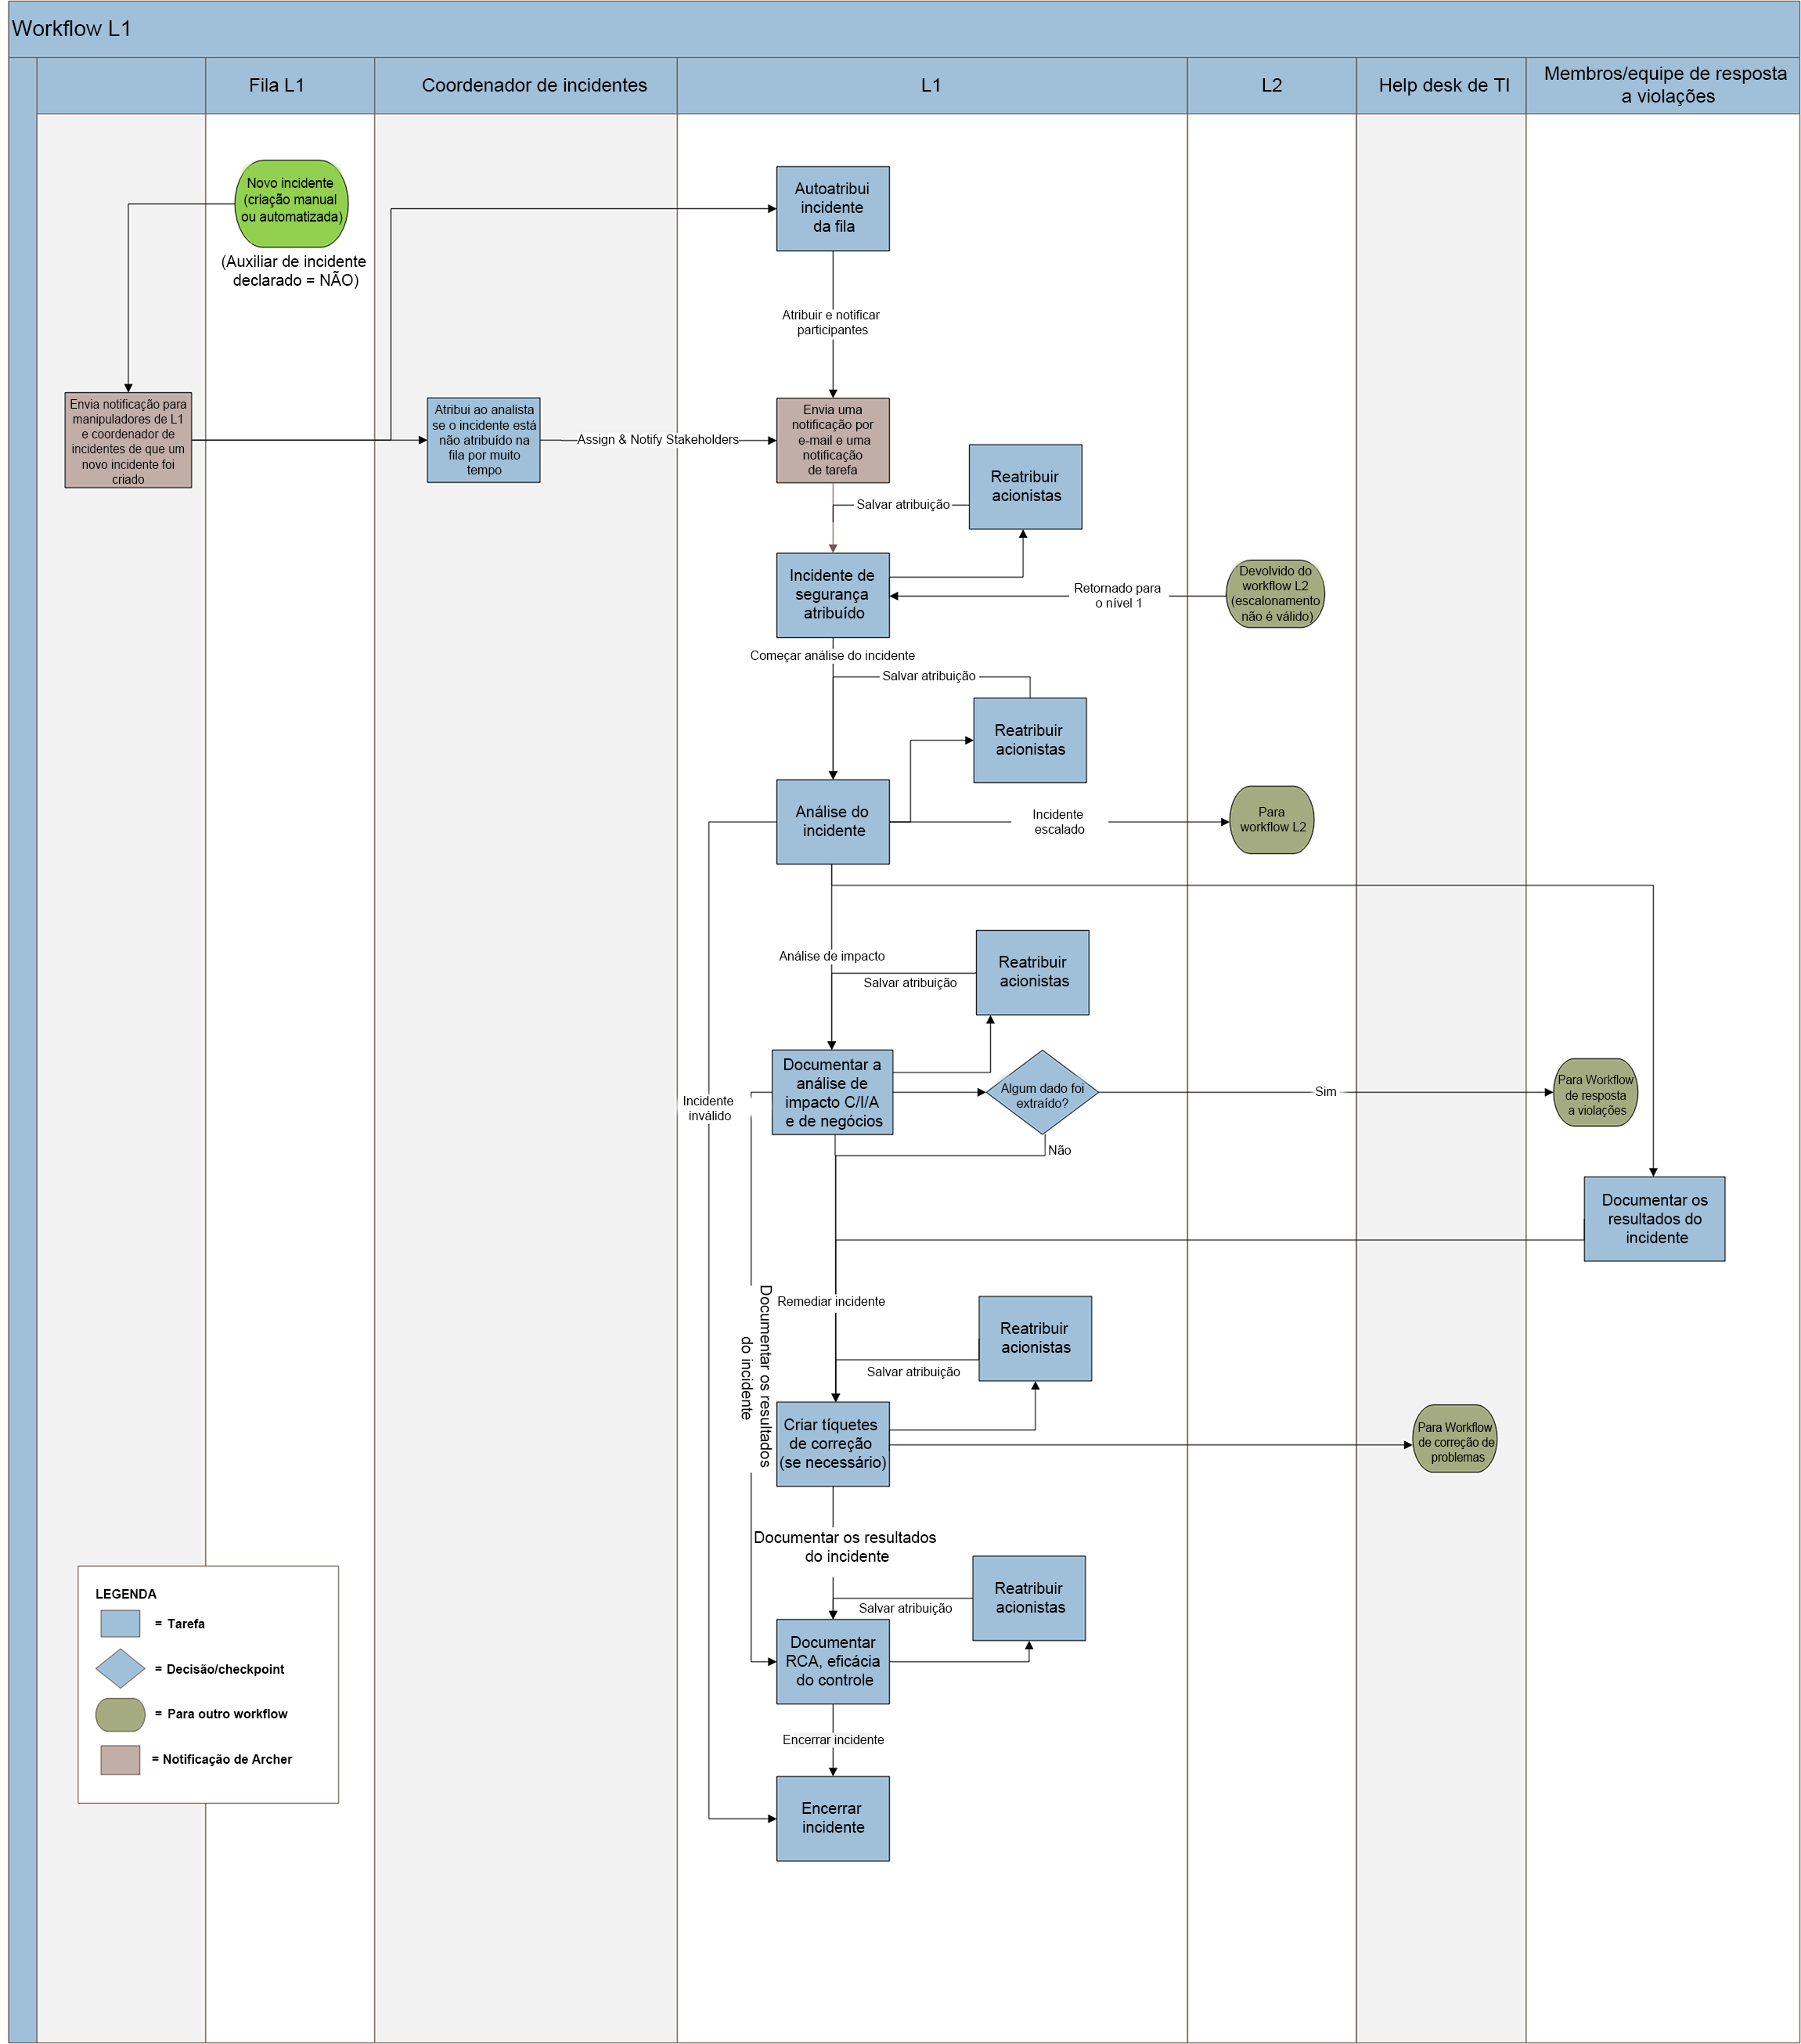 Workflow L1
Fila L1
Coordenador de incidentes
L1
L2
Help desk de TI
Membros/equipe de resposta
a violações
Novo incidente
(criação manual
ou automatizada)
(Auxiliar de incidente
declarado = NÃO)
Autoatribui
incidente
da fila
Atribuir e notificar
participantes
Envia notificação para
manipuladores de L1
e coordenador de
incidentes de que um
novo incidente foi
criado
Atribui ao analista
se o incidente está
não atribuído na
fila por muito
tempo
Assign & Notify Stakeholders
Envia uma
notificação por
e-mail e uma
notificação
de tarefa
Reatribuir
acionistas
Salvar atribuição
Incidente de
segurança
atribuído
Retornado para
o nível 1
Devolvido do
workflow L2
(escalonamento
não é válido)
Começar análise do incidente
Salvar atribuição
Reatribuir
acionistas
Análise do
incidente
Incidente
escalado
Para
workflow L2
Análise de impacto
Salvar atribuição
Reatribuir
acionistas
Documentar a
análise de
impacto C/I/A
e de negócios
Algum dado foi
extraído?
Sim
Para Workflow
de resposta
a violações
Incidente
inválido
Não
Documentar os
resultados do
incidente
Documentar os resultados
do incidente
Remediar incidente
Reatribuir
acionistas
Salvar atribuição
Criar tíquetes
de correção
(se necessário)
Para Workflow
de correção de
problemas
Documentar os resultados
do incidente
Reatribuir
acionistas
Salvar atribuição
Documentar
RCA, eficácia
do controle
Encerrar incidente
Encerrar
incidente
LEGENDA
= Tarefa
= Decisão/checkpoint
= Para outro workflow
= Notificação de Archer